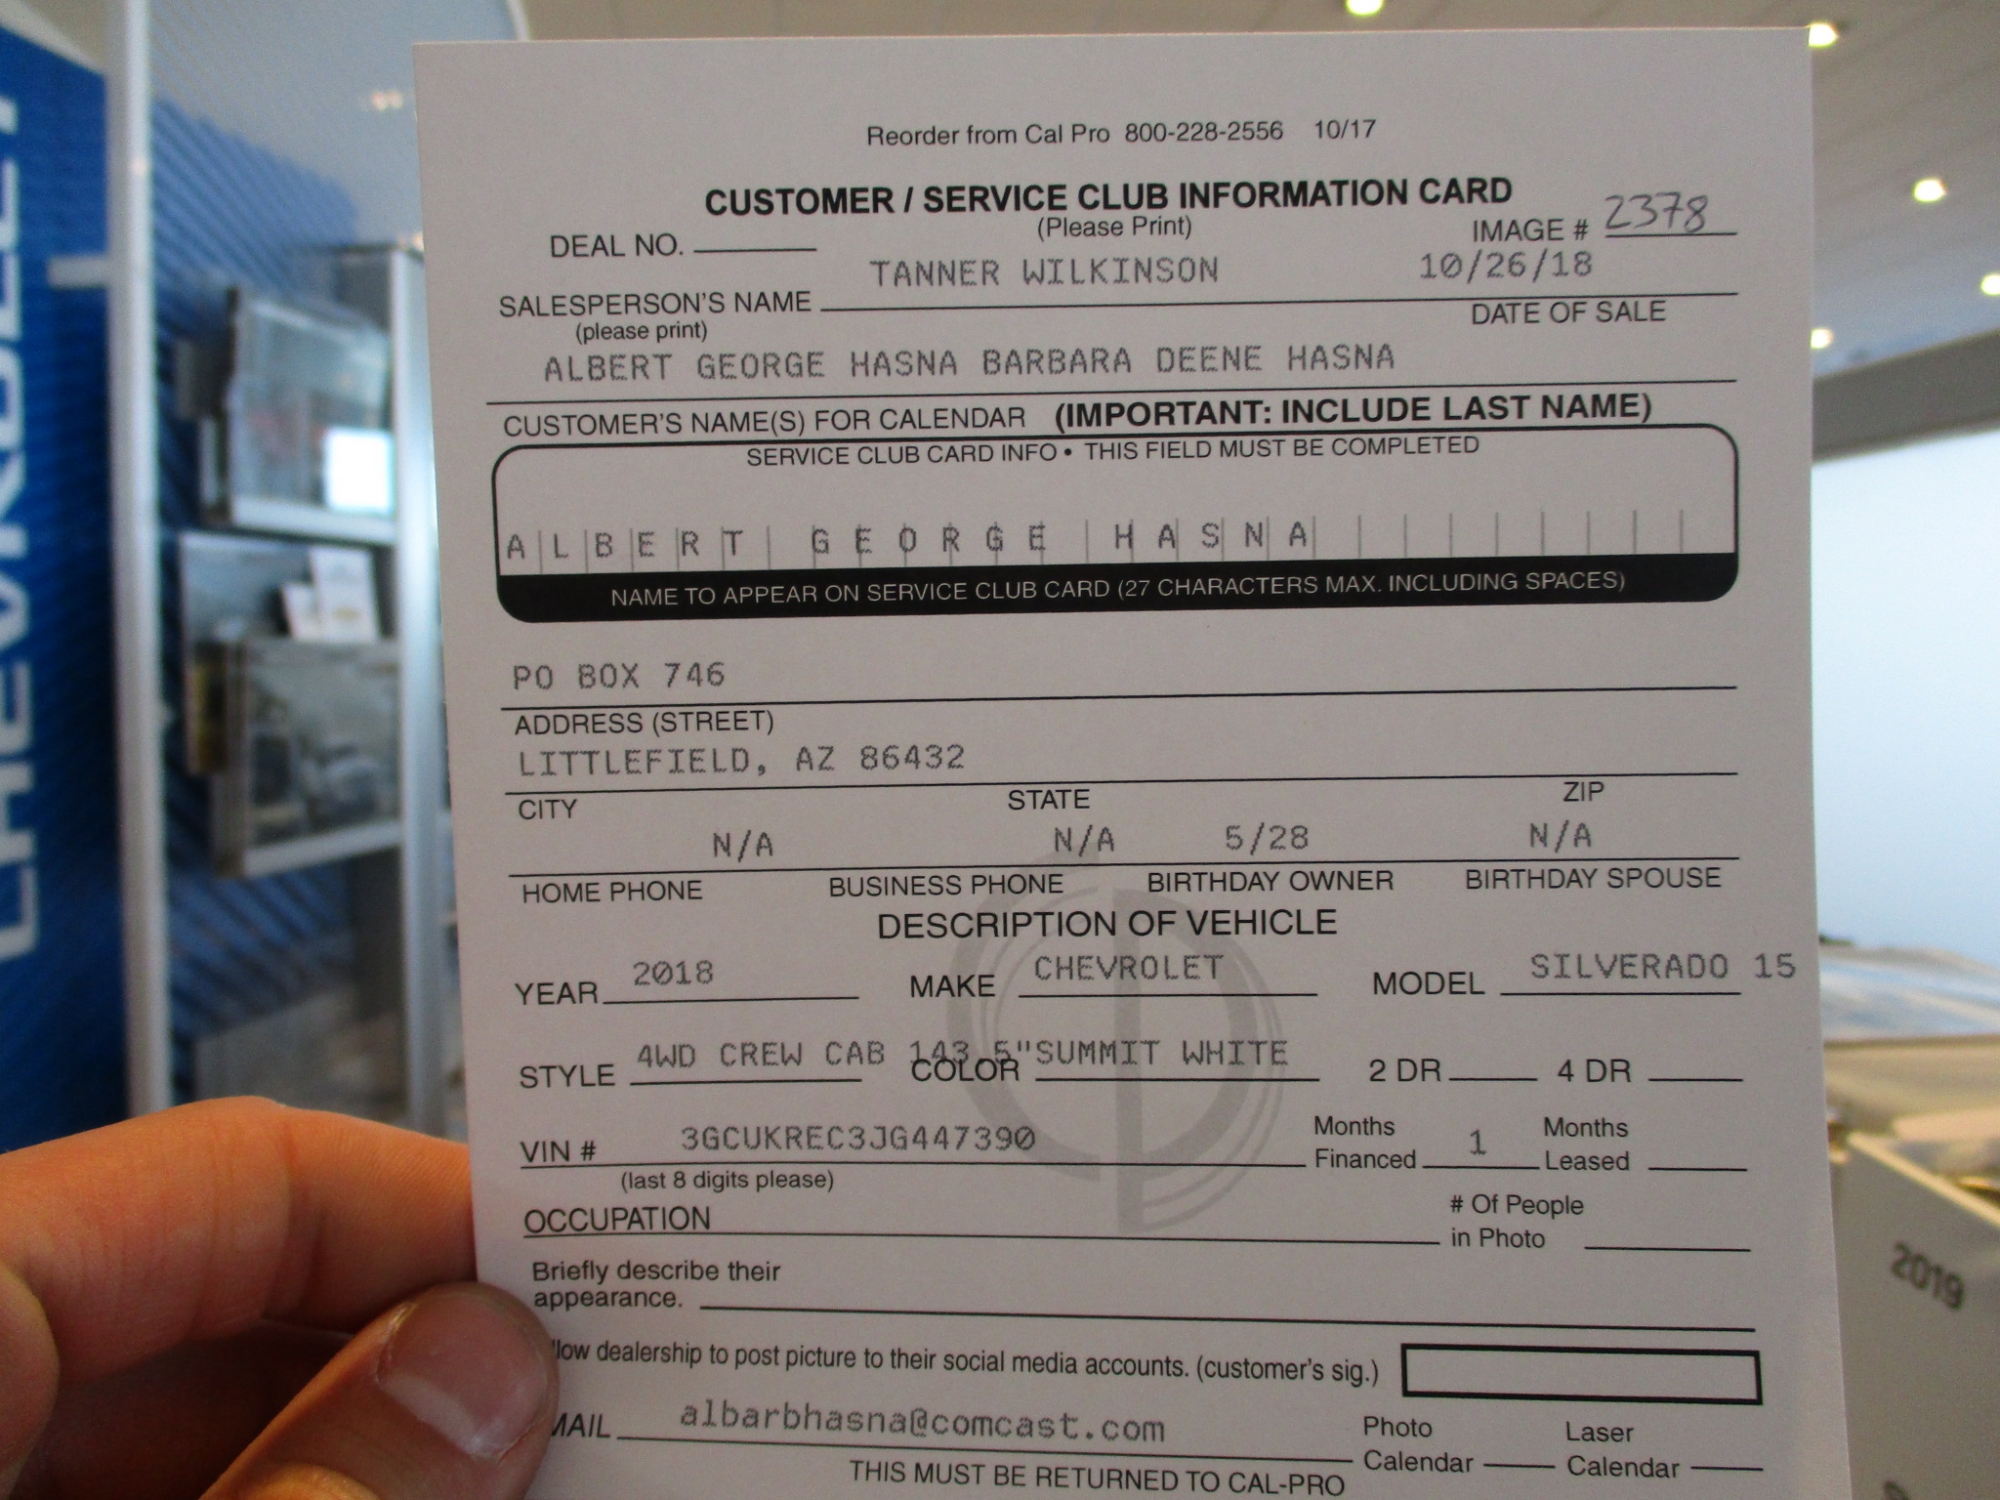 CHEVROLET
Reorder from Cal Pro 800-228-2556 10/17
CUSTOMER / SERVICE CLUB INFORMATION CARD
(Please Print)
DEAL NO. IMAGE # 2378
TANNER WILKINSON 10/26/18
SALESPERSON'S NAME DATE OF SALE
(please print)
ALBERT GEORGE HASNA BARBARA DEENE HASNA
CUSTOMER'S NAME(S) FOR CALENDAR (IMPORTANT: INCLUDE LAST NAME)
SERVICE CLUB CARD INFO • THIS FIELD MUST BE COMPLETED
ALBERT GEORGE HASNA
NAME TO APPEAR ON SERVICE CLUB CARD (27 CHARACTERS MAX. INCLUDING SPACES)
PO BOX 746
ADDRESS (STREET)
LITTLEFIELD, AZ 86432
CITY STATE ZIP
N/A N/A 5/28 N/A
HOME PHONE BUSINESS PHONE BIRTHDAY OWNER BIRTHDAY SPOUSE
DESCRIPTION OF VEHICLE
YEAR 2018 MAKE CHEVROLET MODEL SILVERADO 15
STYLE 4WD CREW CAB 143.5" COLOR SUMMIT WHITE 2 DR 4 DR
VIN # 3GCUKREC3JG447390 Months Financed 1 Months Leased
(last 8 digits please)
OCCUPATION # Of People in Photo
Briefly describe their
appearance.
llow dealership to post picture to their social media accounts. (customer's sig.)
MAIL albarbhasna@comcast.com Photo Calendar Laser Calendar
THIS MUST BE RETURNED TO CAL-PRO
2019